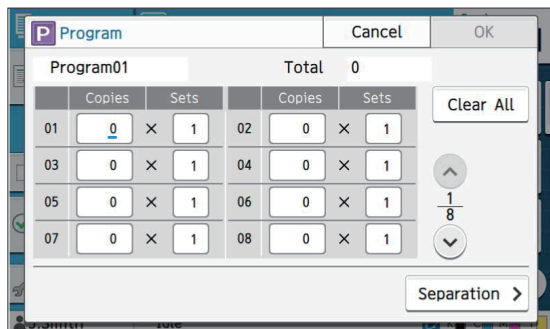 P Program Cancel OK
Program01 Total 0
Copies Sets Copies Sets Clear All
01 0 × 1 02 0 × 1
03 0 × 1 04 0 × 1
05 0 × 1 06 0 × 1
1
8
07 0 × 1 08 0 × 1
Separation >
J.Smith Idle